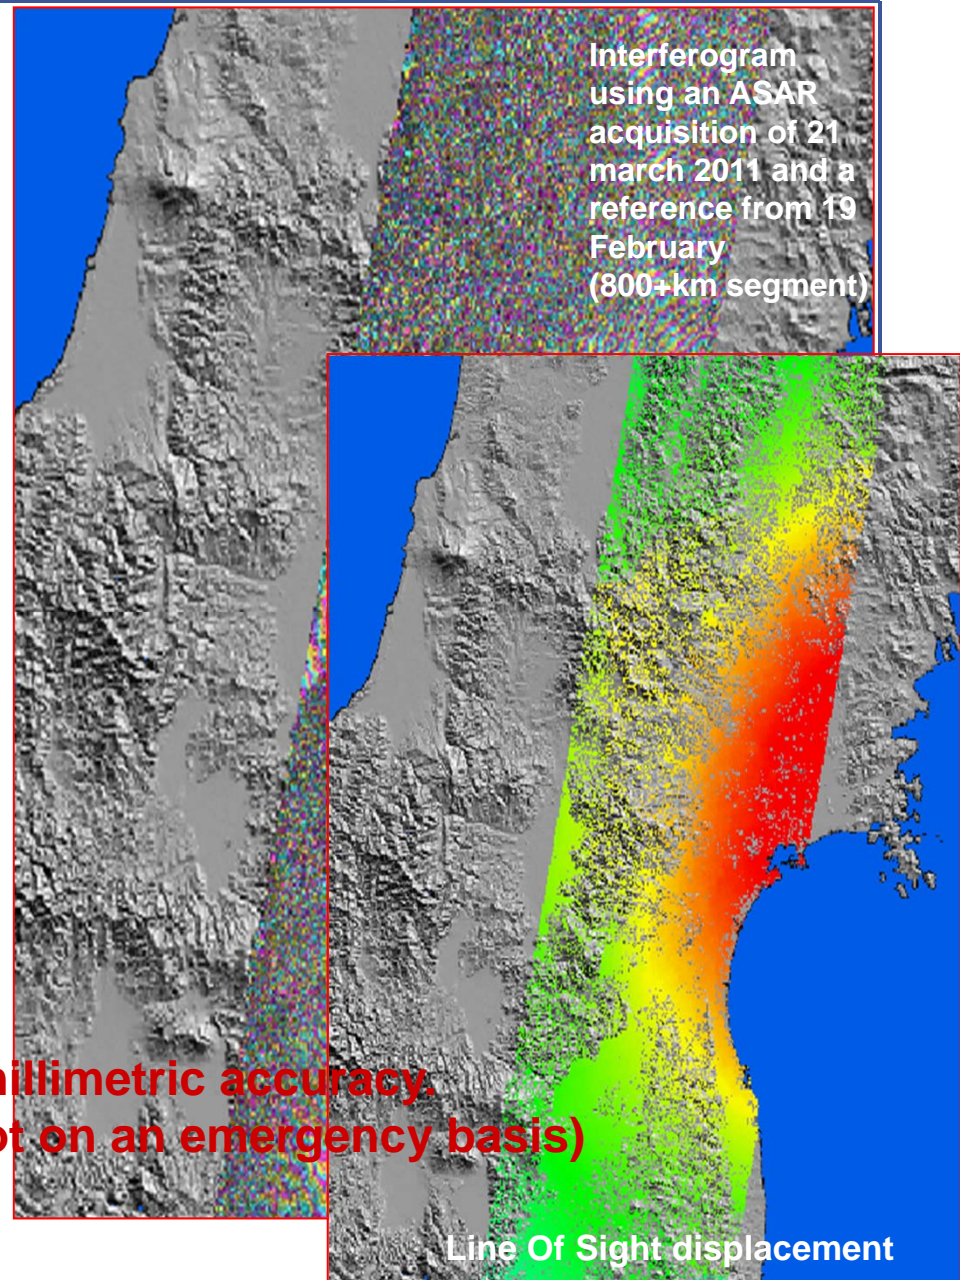 Interferogram
using an ASAR
acquisition of 21
march 2011 and a
reference from 19
February
(800+km segment)
accuracy.
on an emergency basis)
Line Of Sight displacement